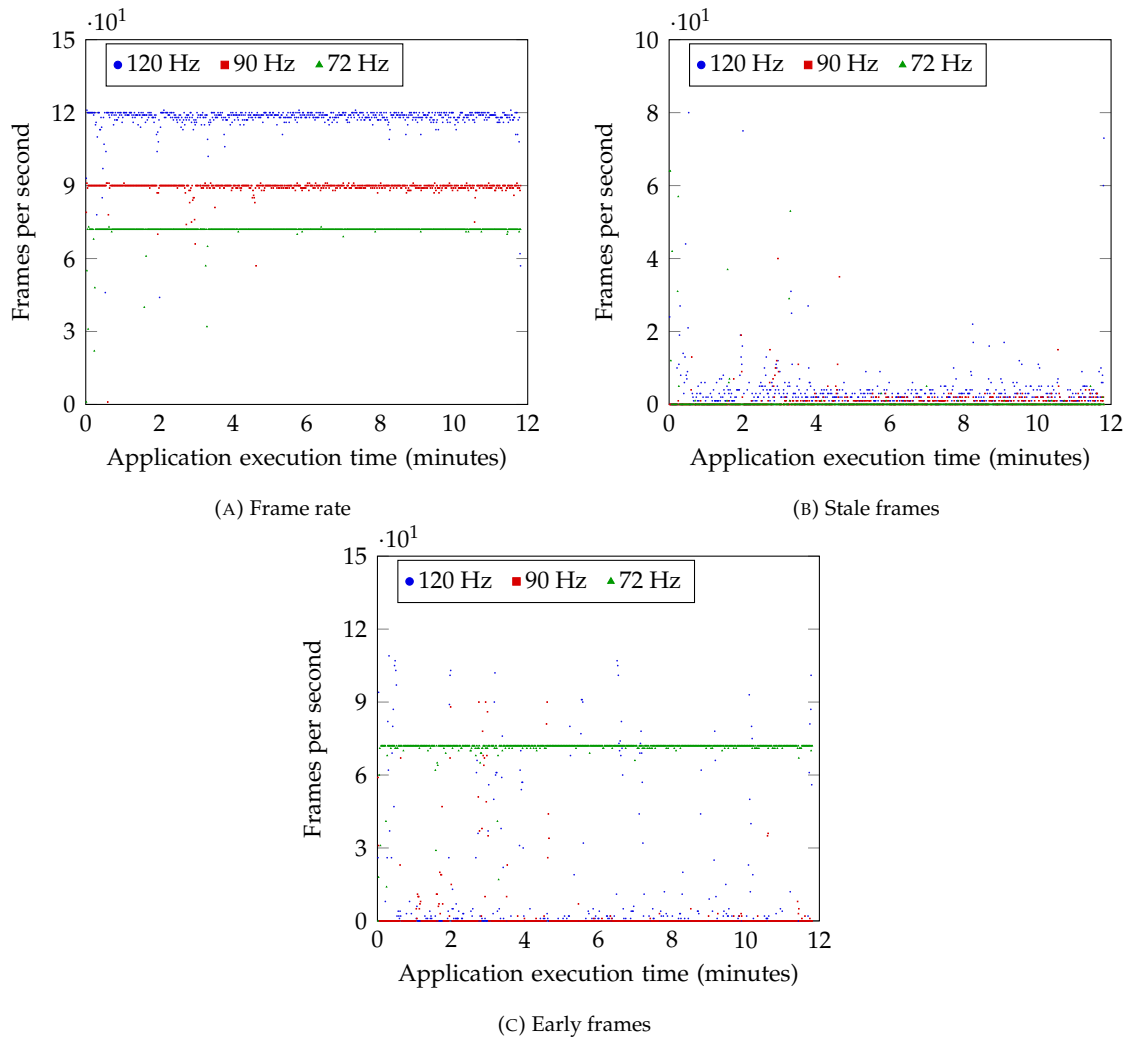 ·10¹
15
12
9
6
3
0
120 Hz 90 Hz 72 Hz
Frames per second
0 2 4 6 8 10 12
Application execution time (minutes)
(A) Frame rate
·10¹
10
8
6
4
2
0
120 Hz 90 Hz 72 Hz
Frames per second
0 2 4 6 8 10 12
Application execution time (minutes)
(B) Stale frames
·10¹
15
12
9
6
3
0
120 Hz 90 Hz 72 Hz
Frames per second
0 2 4 6 8 10 12
Application execution time (minutes)
(C) Early frames